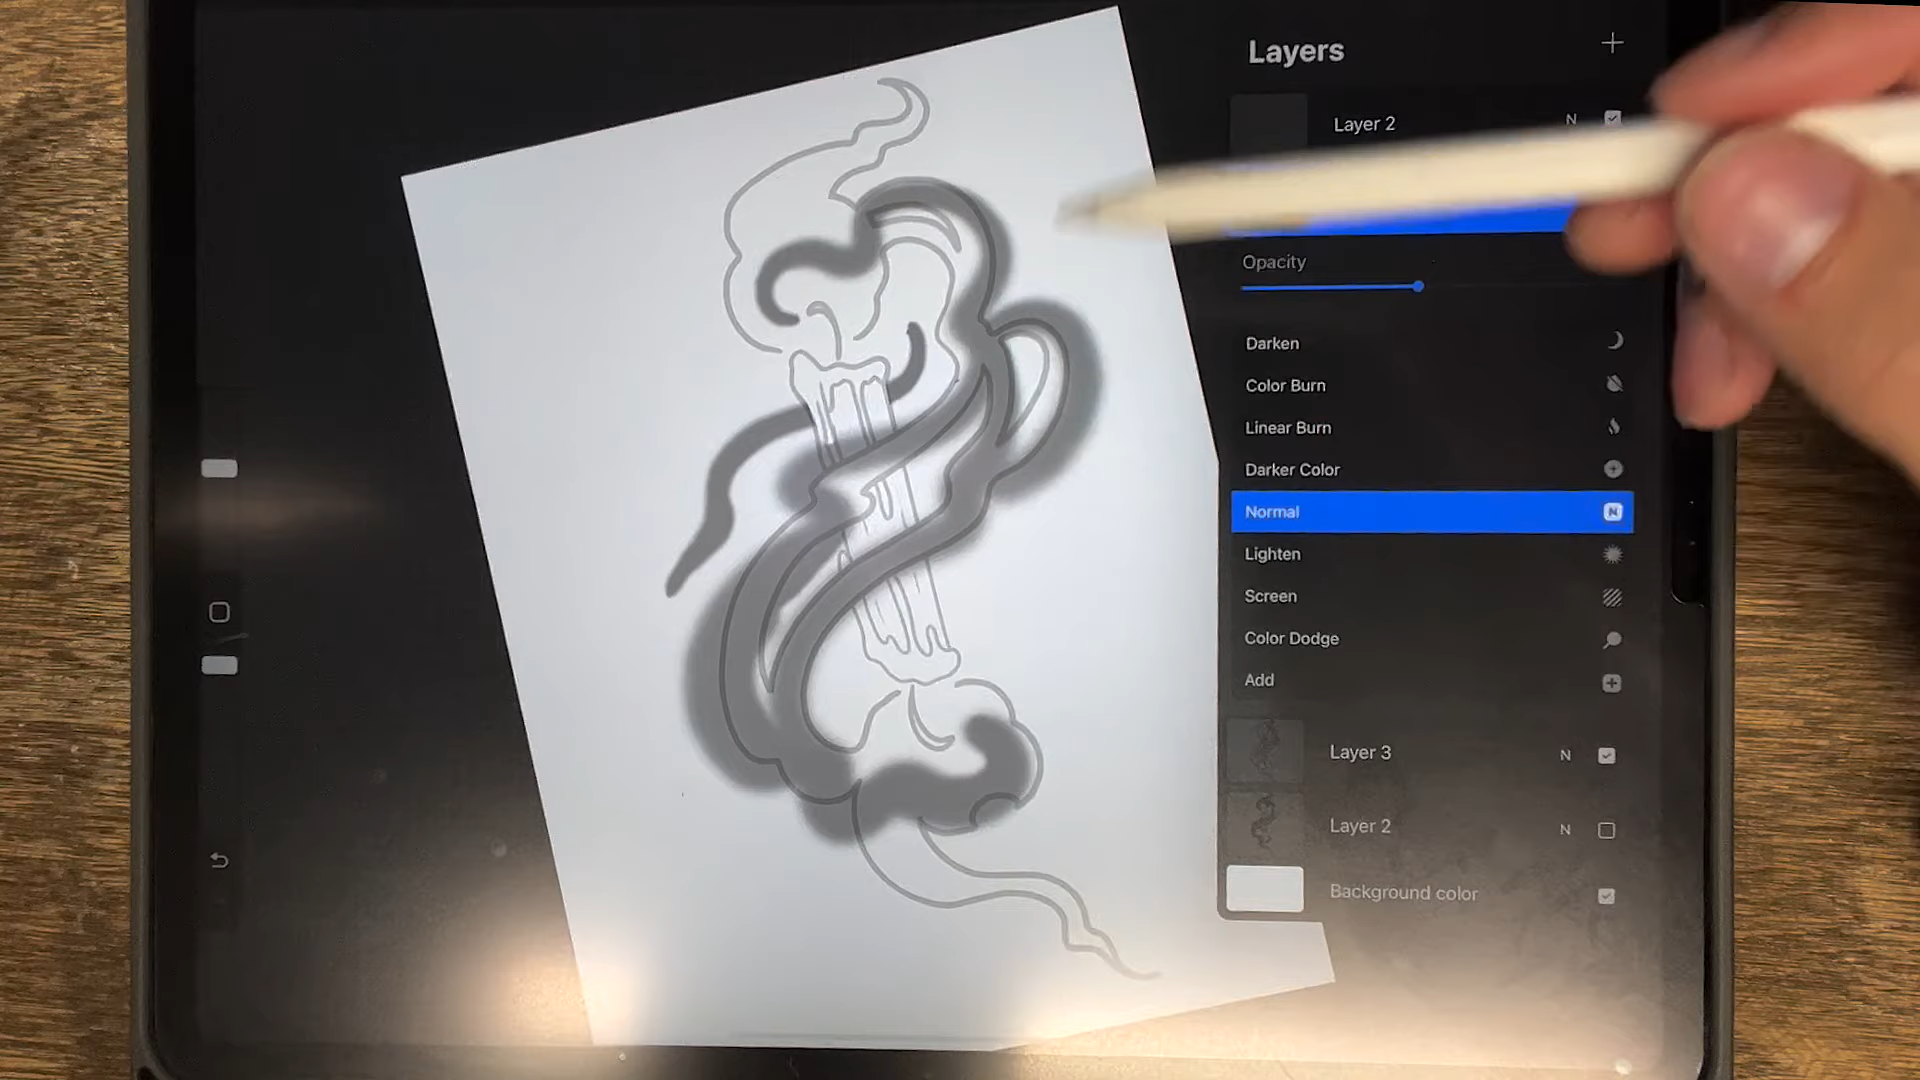 Layers
Layer 2 N
Opacity
Darken
Color Burn
Linear Burn
Darker Color
Normal N
Lighten
Screen
Color Dodge
Add
Layer 3 N
Layer 2 N
Background color